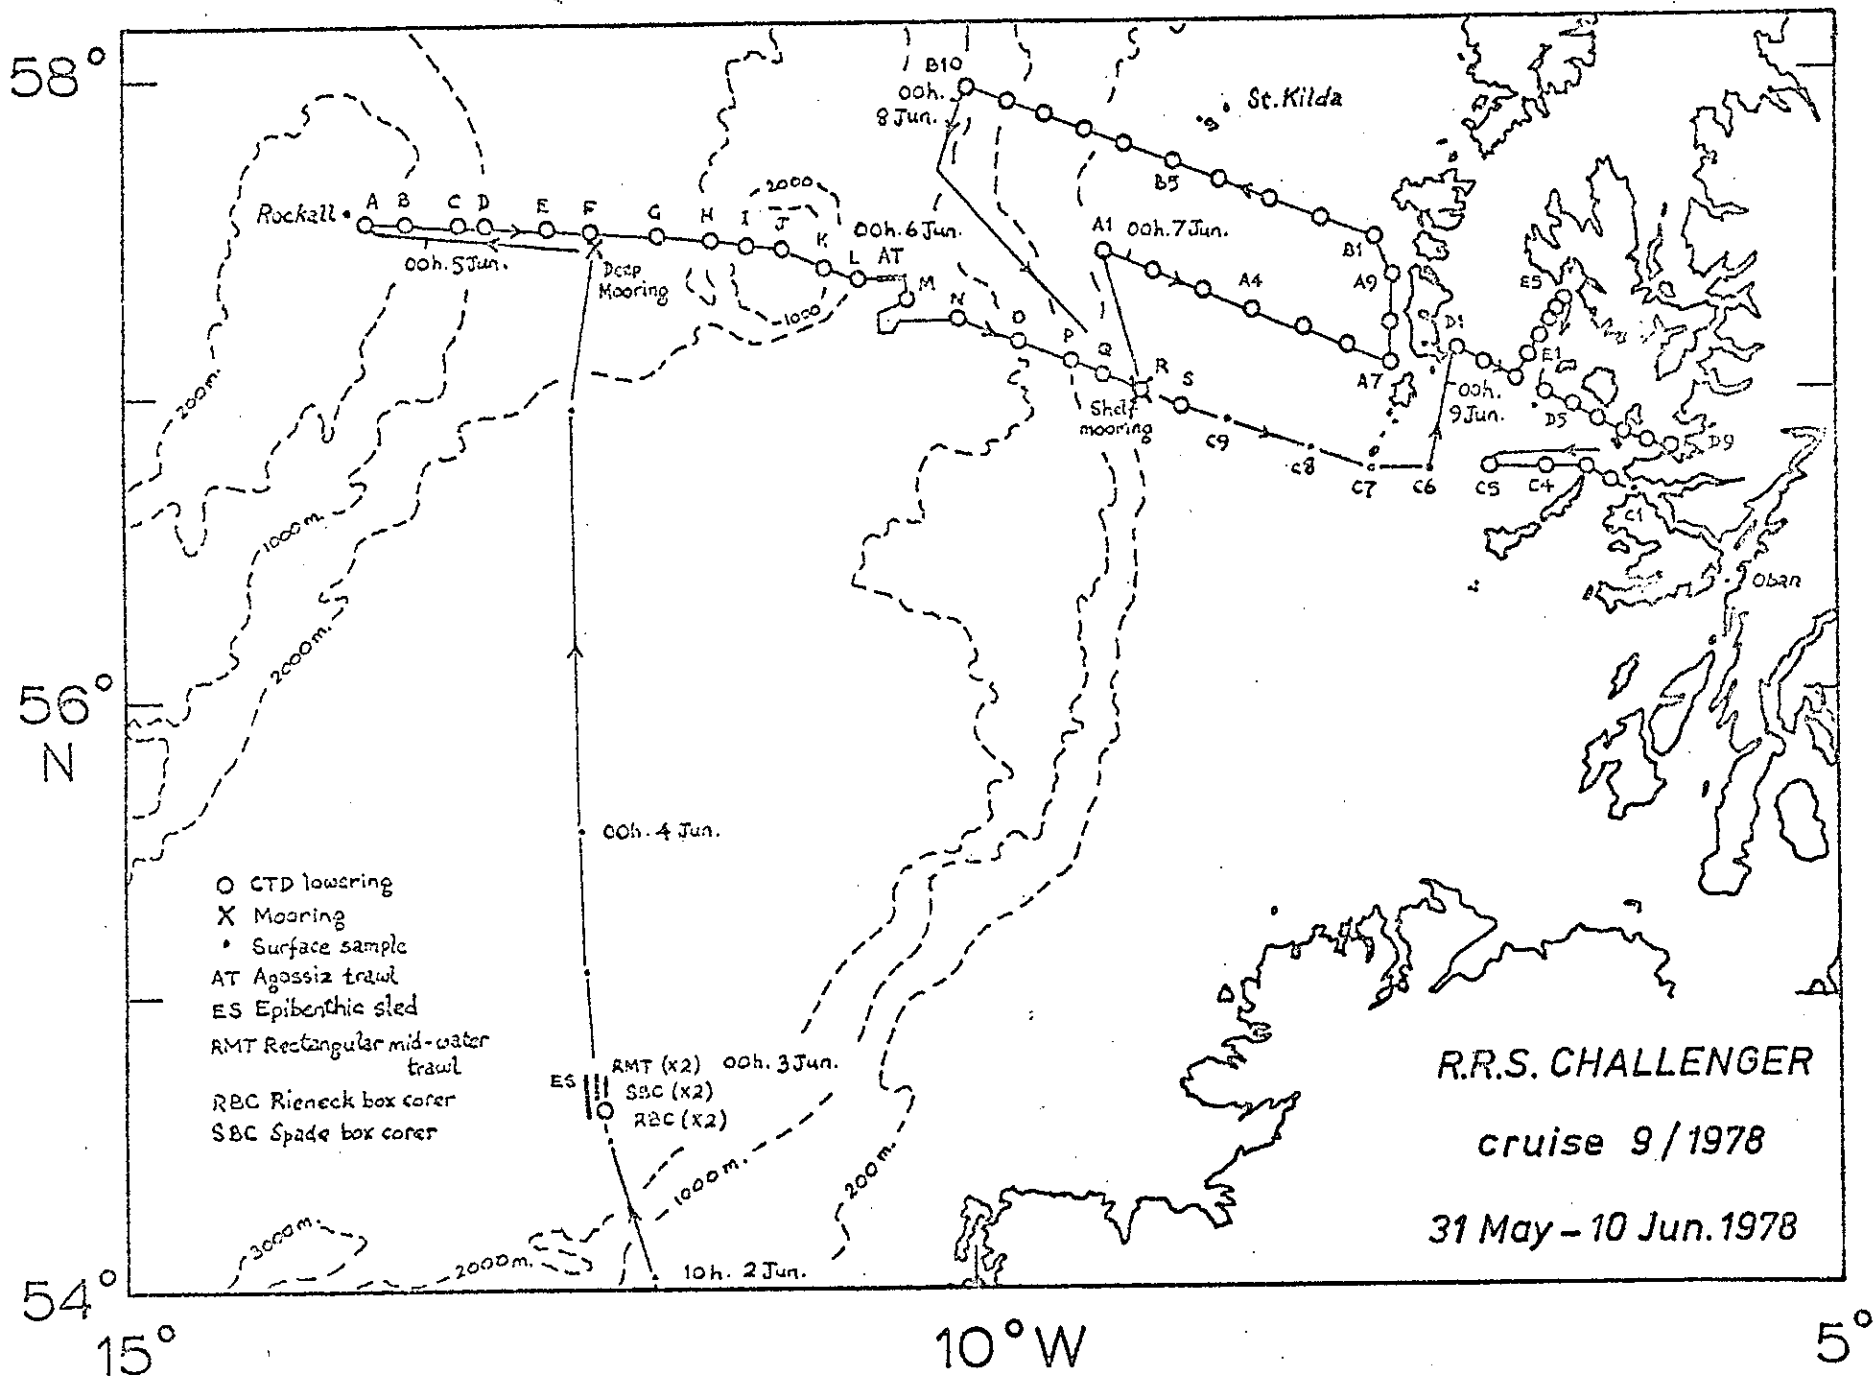 58°
B10
00h.
8 Jun.
St. Kilda
Rockall
A B C D E F G H I J K L AT M
2000
00h. 6 Jun.
A1 00h. 7 Jun.
B5
B1
A9
E5
00h. 5 Jun.
Deep
Mooring
1000
N O P Q R S
A4
A7
D1
E1
00h.
9 Jun.
D5
D9
200m.
Shelf
mooring
C9
C8
C7
C6
C5
C4
C1
1000m.
Oban
2000m.
56°
N
00h. 4 Jun.
O CTD lowering
X Mooring
• Surface sample
AT Agassiz trawl
ES Epibenthic sled
RMT Rectangular mid-water
trawl
RBC Rieneck box corer
SBC Spade box corer
ES
RMT (x2) 00h. 3 Jun.
SBC (x2)
RBC (x2)
R.R.S. CHALLENGER
cruise 9/1978
31 May – 10 Jun. 1978
1000m.
200m.
3000m.
2000m.
10h. 2 Jun.
54°
15°
10°W
5°